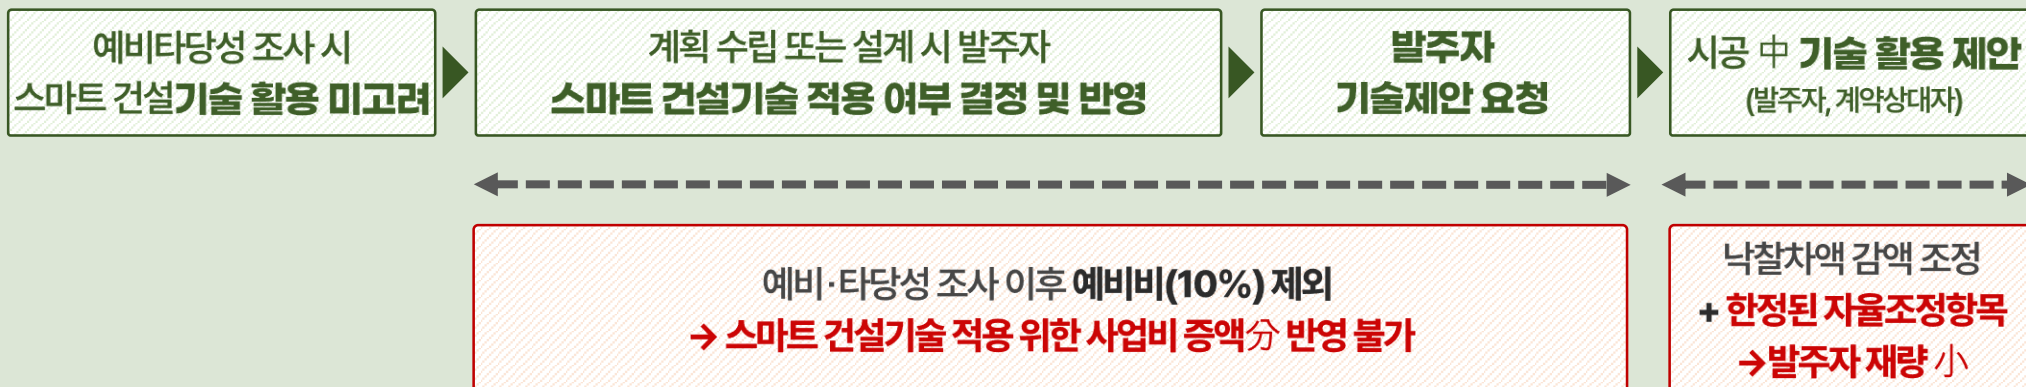 예비타당성 조사 시
스마트 건설기술 활용 미고려
계획 수립 또는 설계 시 발주자
스마트 건설기술 적용 여부 결정 및 반영
발주자
기술제안 요청
시공 中 기술 활용 제안
(발주자, 계약상대자)
예비·타당성 조사 이후 예비비(10%) 제외
→ 스마트 건설기술 적용 위한 사업비 증액分 반영 불가
낙찰차액 감액 조정
+ 한정된 자율조정항목
→발주자 재량 小